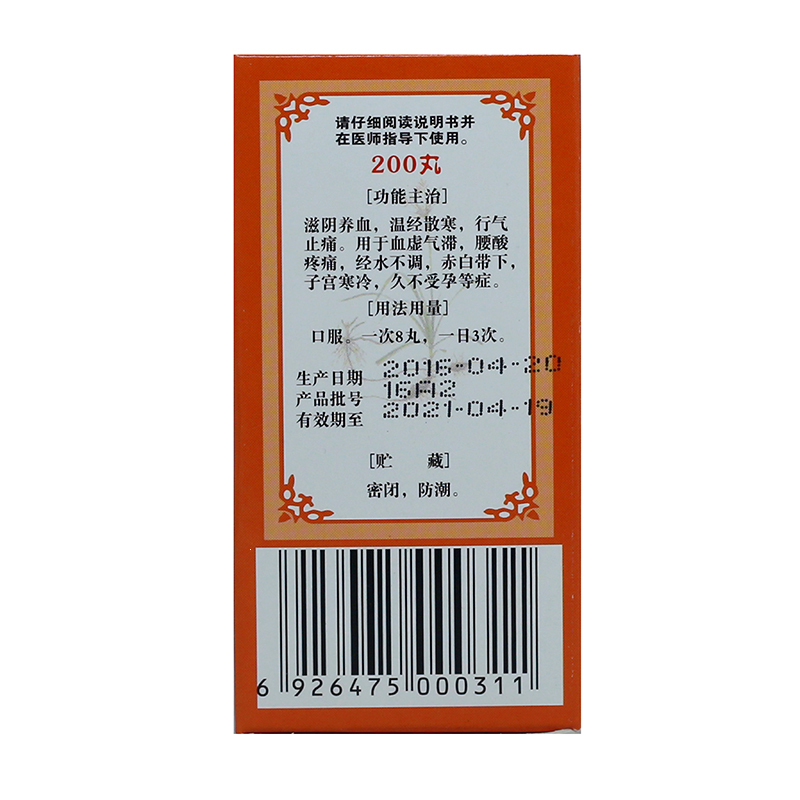 请仔细阅读说明书并
在医师指导下使用。
200丸
[功能主治]
滋阴养血，温经散寒，行气
止痛。用于血虚气滞，腰酸
疼痛，经水不调，赤白带下，
子宫寒冷，久不受孕等症。
[用法用量]
口服。一次8丸，一日3次。
生产日期 2016-04-20
产品批号 16A2
有效期至 2021-04-19
[贮 藏]
密闭，防潮。
6 926475 000311